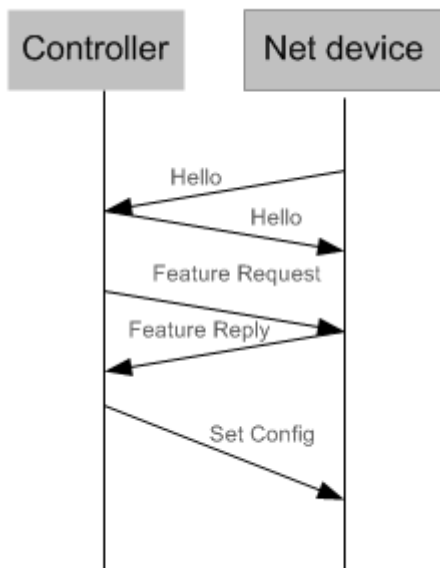 Controller
Net device
Hello
Hello
Feature Request
Feature Reply
Set Config